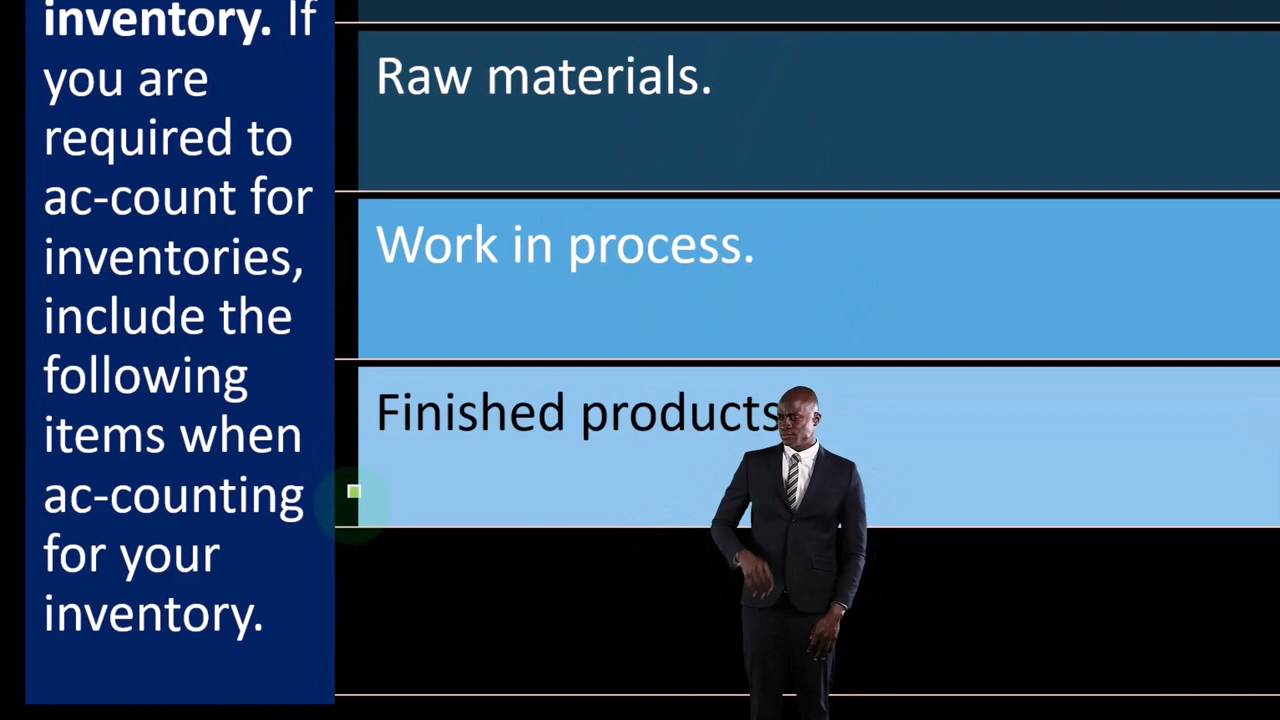 inventory. If
you are
required to
ac-count for
inventories,
include the
following
items when
ac-counting
for your
inventory.
Raw materials.
Work in process.
Finished products